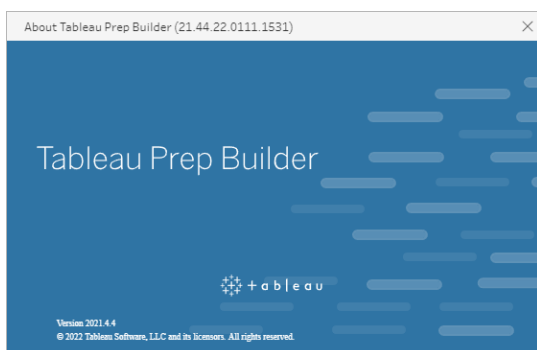 About Tableau Prep Builder (21.44.22.0111.1531)
Tableau Prep Builder
+ a b l e a u
Version 2021.4.4
© 2022 Tableau Software, LLC and its licensors. All rights reserved.